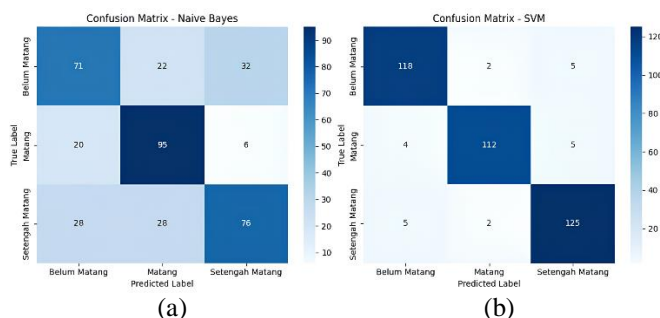 Confusion Matrix - Naive Bayes
Belum Matang
Matang
Setengah Matang
True Label
71 22 32
20 95 6
28 28 76
Belum Matang Matang Setengah Matang
Predicted Label
90
80
70
60
50
40
30
20
10
(a)
Confusion Matrix - SVM
Belum Matang
Matang
Setengah Matang
True Label
118 2 5
4 112 5
5 2 125
Belum Matang Matang Setengah Matang
Predicted Label
120
100
80
60
40
20
(b)